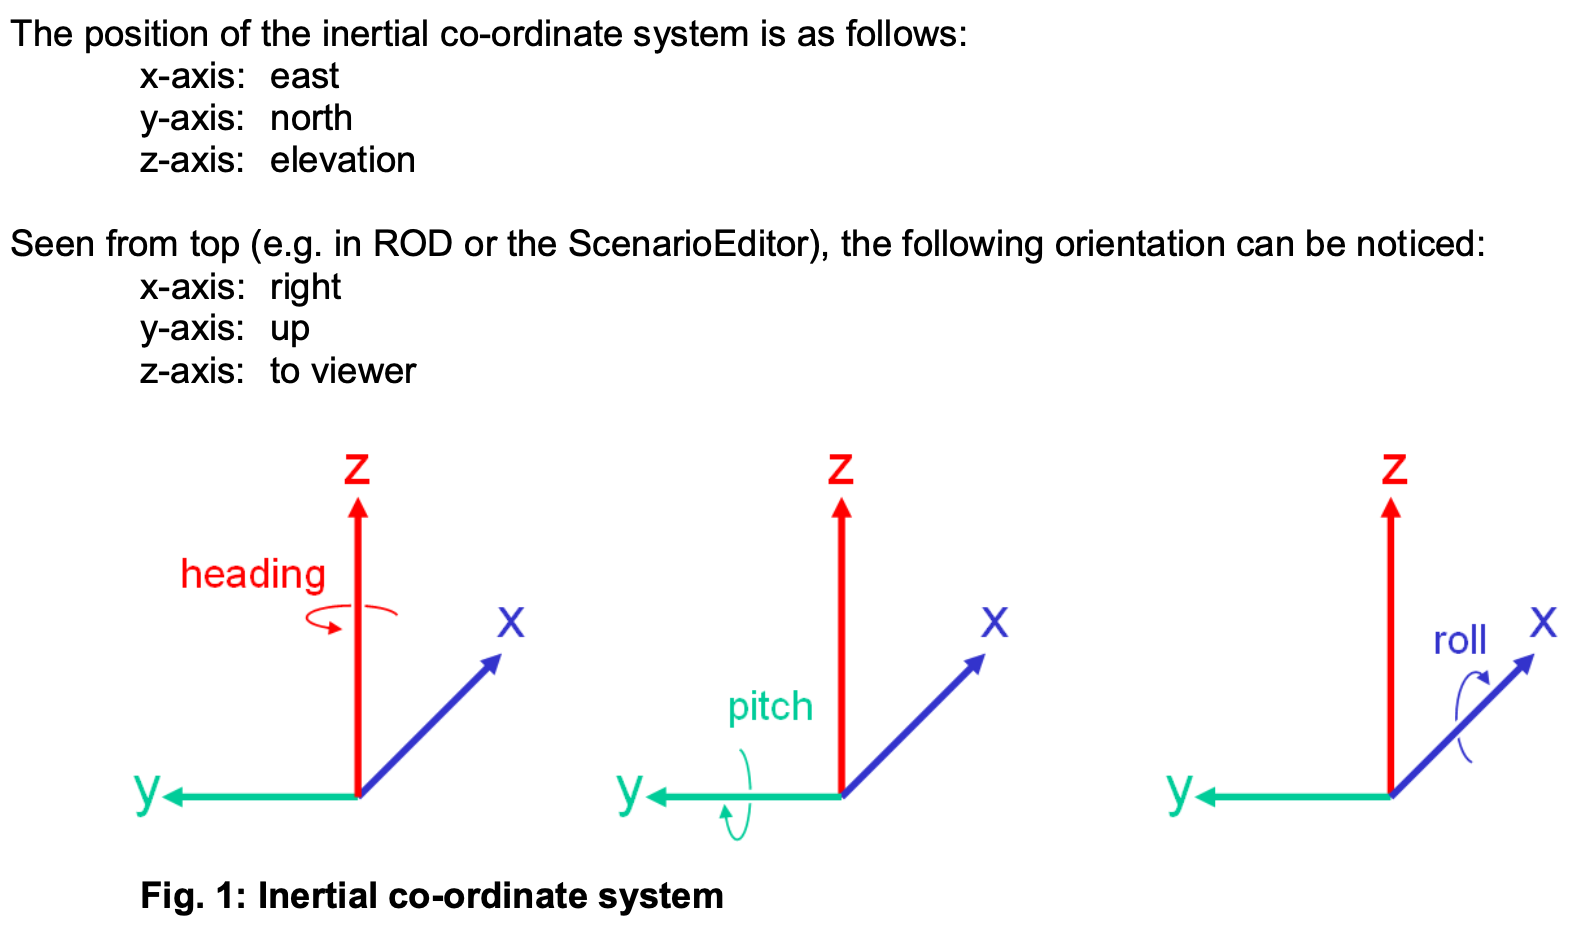 The position of the inertial co-ordinate system is as follows:
x-axis: east
y-axis: north
z-axis: elevation
Seen from top (e.g. in ROD or the ScenarioEditor), the following orientation can be noticed:
x-axis: right
y-axis: up
z-axis: to viewer
z
heading
x
y
z
pitch
x
y
z
roll
x
y
Fig. 1: Inertial co-ordinate system